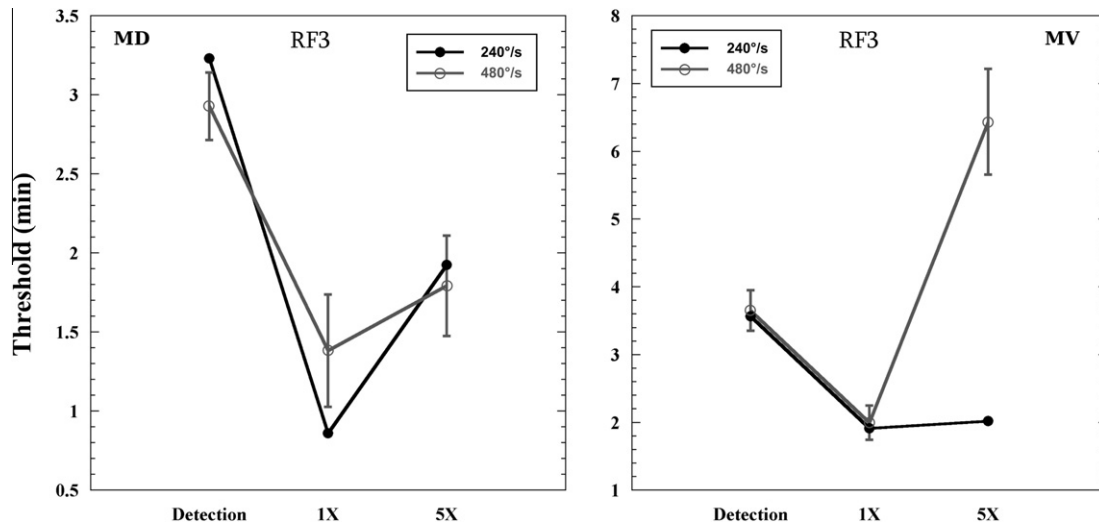 MD RF3
240°/s
480°/s
3.5
3
2.5
2
1.5
1
0.5
Threshold (min)
Detection 1X 5X
RF3 MV
240°/s
480°/s
8
7
6
5
4
3
2
1
Detection 1X 5X